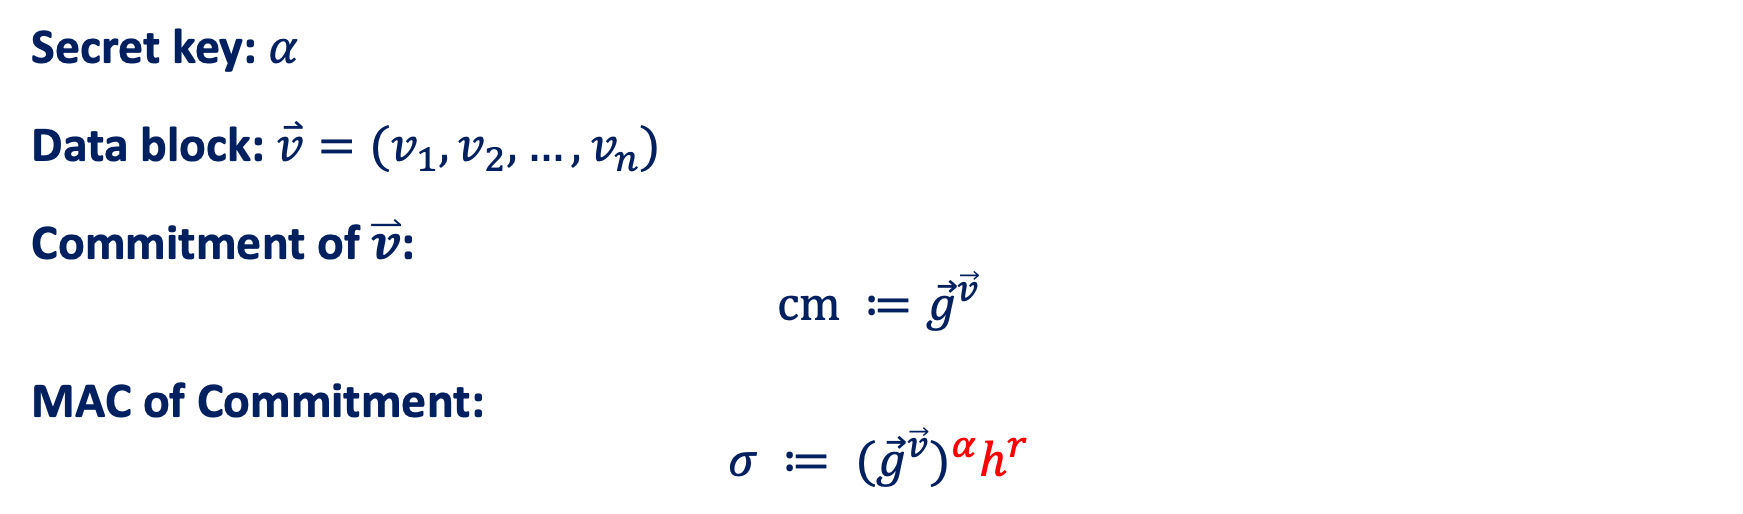 Secret key: α
Data block: v⃗ = (v₁, v₂, … , vₙ)
Commitment of v⃗:
cm ≔ g⃗^v⃗
MAC of Commitment:
σ ≔ (g⃗^v⃗)^α h^r